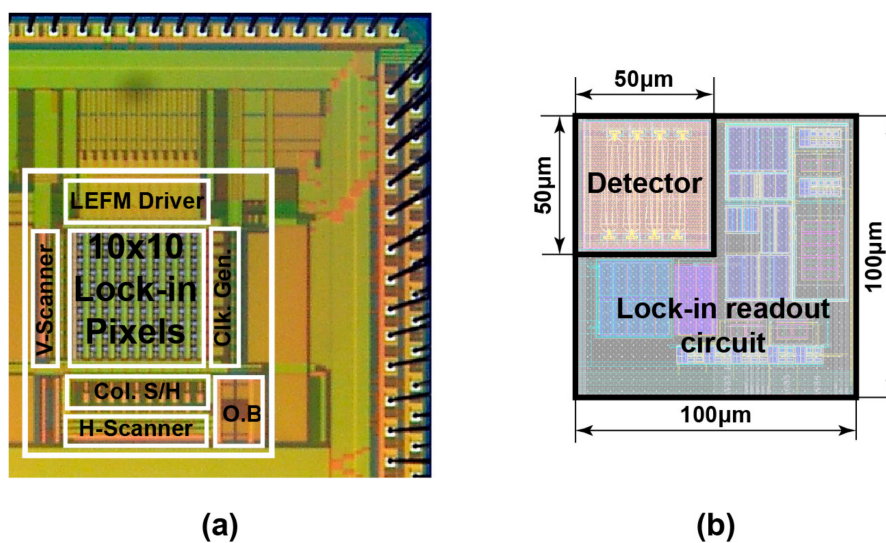 LEFM Driver
V-Scanner
10x10
Lock-in
Pixels
Clk. Gen.
Col. S/H
O.B
H-Scanner
(a)
50µm
50µm
Detector
Lock-in readout
circuit
100µm
100µm
(b)